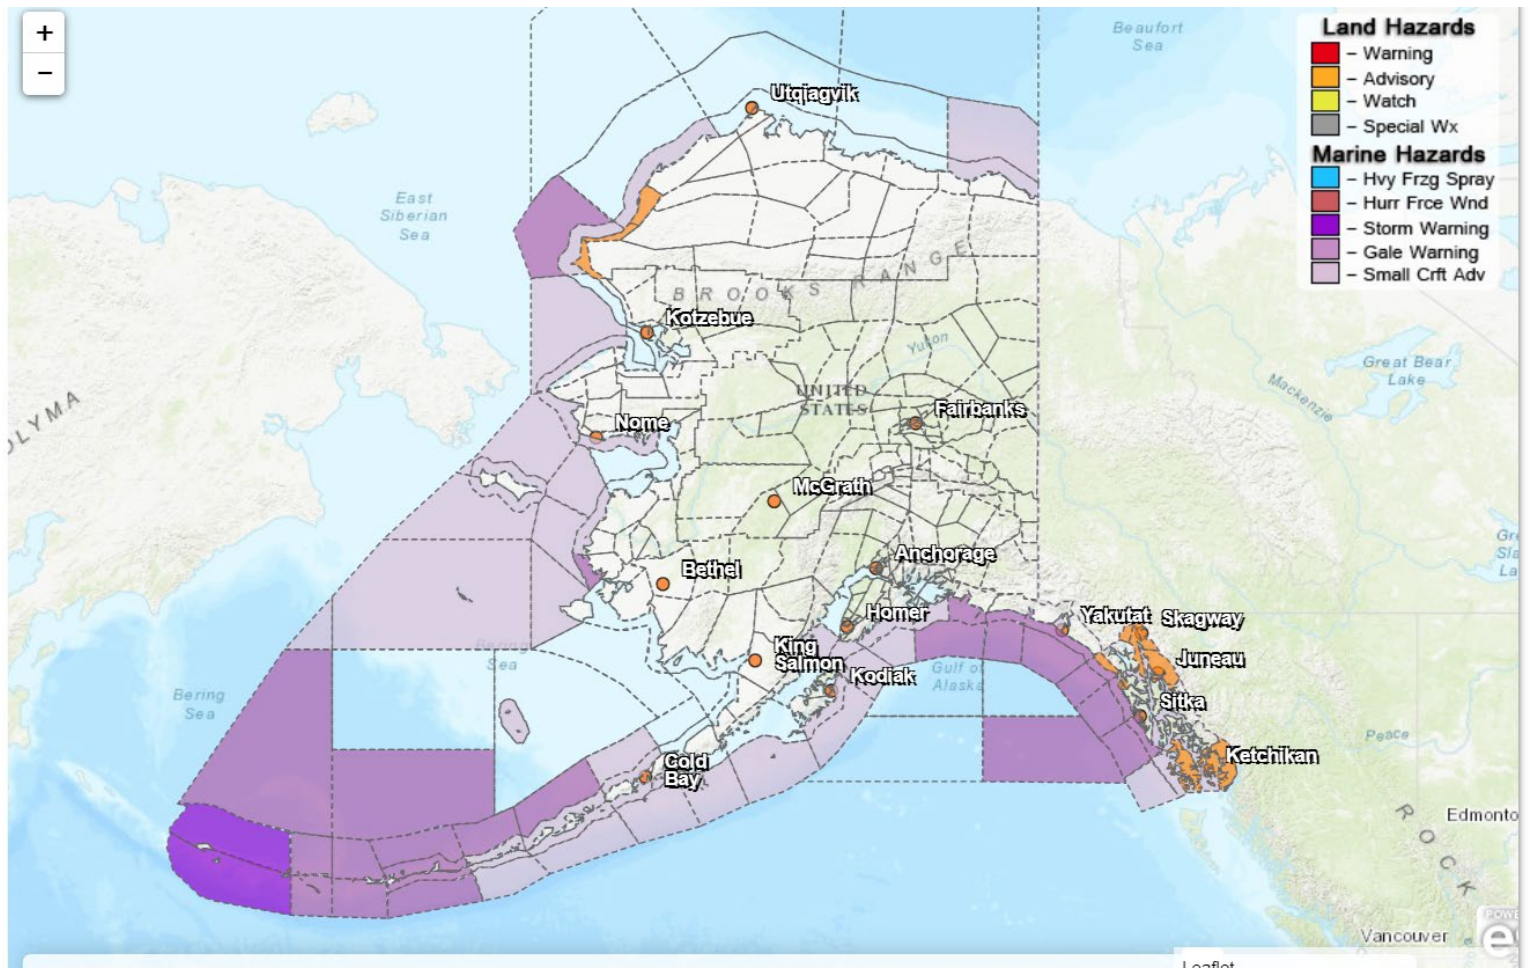 +
−
Beaufort
Sea
Land Hazards
– Warning
– Advisory
– Watch
– Special Wx
Marine Hazards
– Hvy Frzg Spray
– Hurr Frce Wnd
– Storm Warning
– Gale Warning
– Small Crft Adv
Utqiagvik
East
Siberian
Sea
BROOKS RANGE
Kotzebue
Yukon
Great Bear
Lake
Mackenzie
UNITED
STATES
OLYMA
Nome
Fairbanks
McGrath
Anchorage
Bethel
Homer
Yakutat
Skagway
King
Salmon
Juneau
Bering
Sea
Kodiak
Gulf of
Alaska
Bering
Sea
Sitka
Peace
Cold
Bay
Ketchikan
Edmonto
ROCK
POWE
e
Vancouver
Leaflet